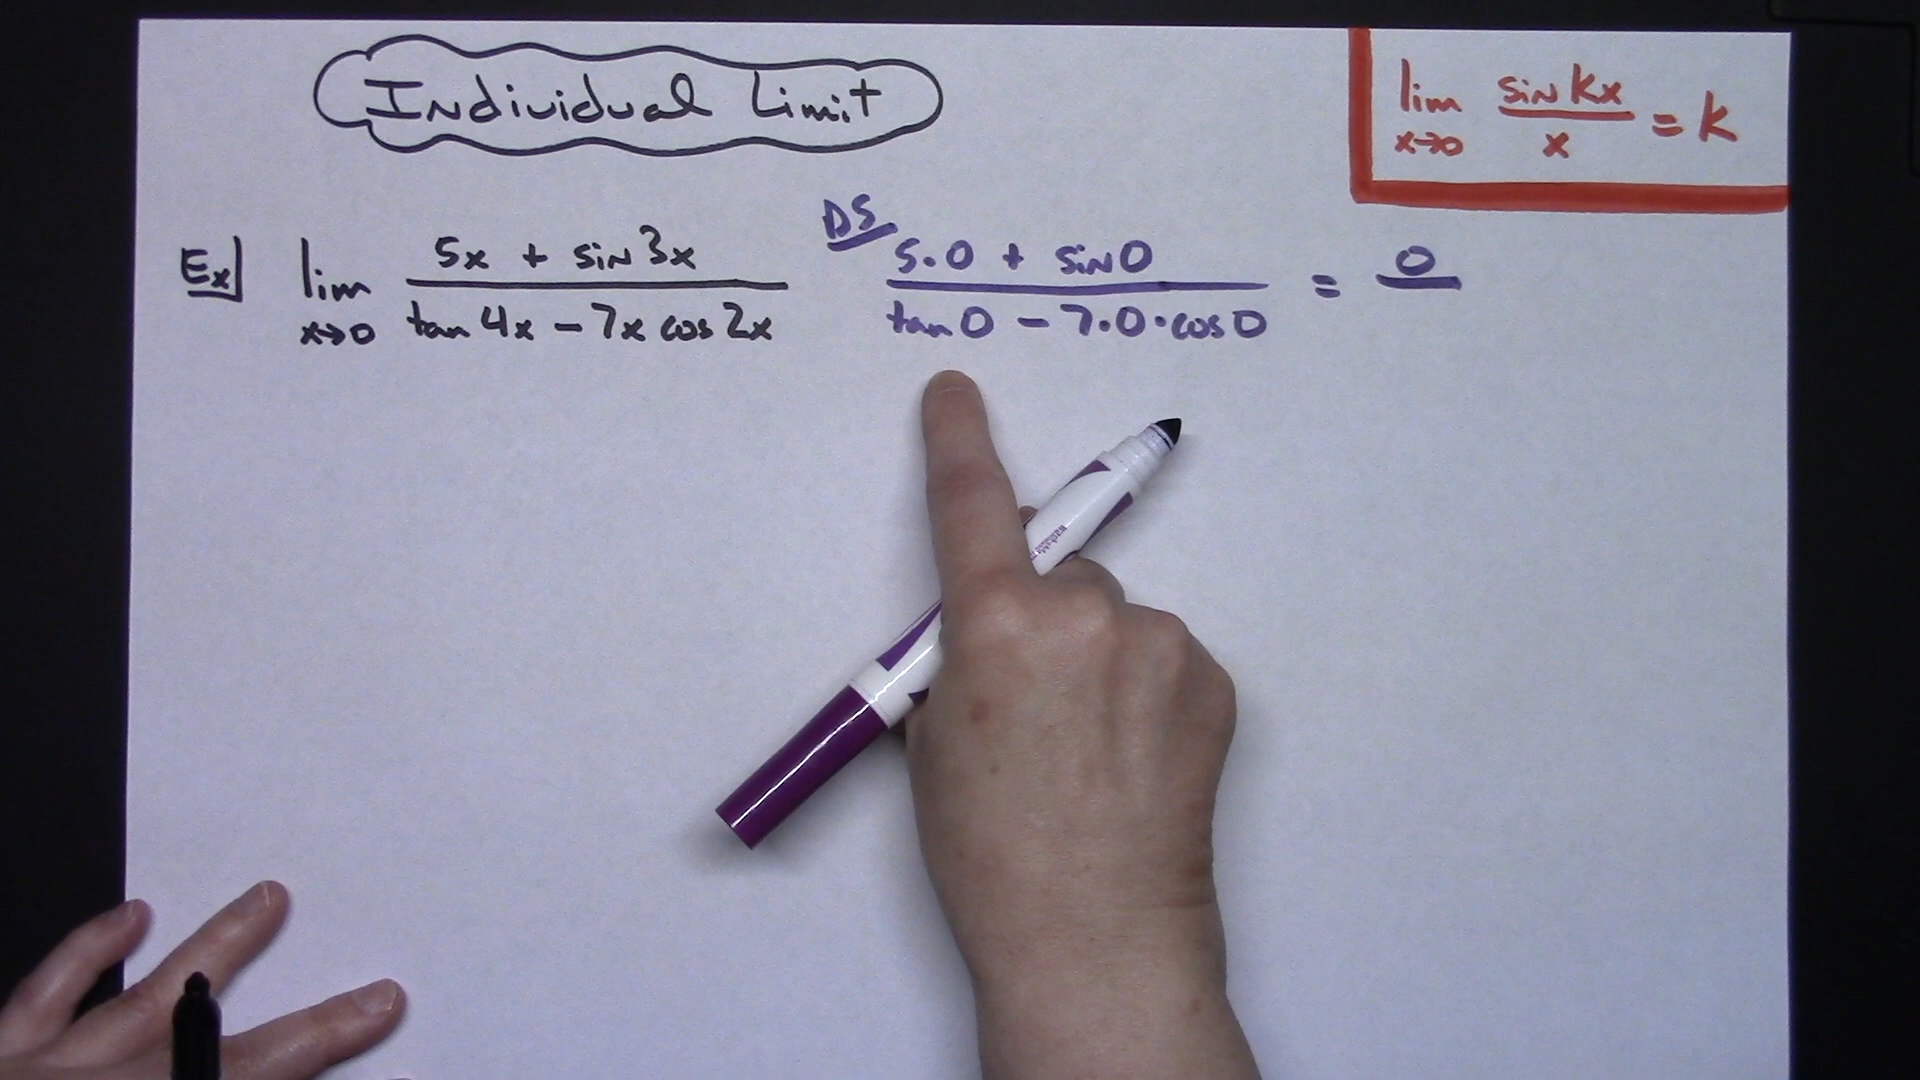 Individual Limit
lim x→0 sin kx / x = k
Ex] lim x→0 5x + sin 3x / tan 4x - 7x cos 2x
DS 5·0 + sin 0 / tan 0 - 7·0·cos 0 = 0 /